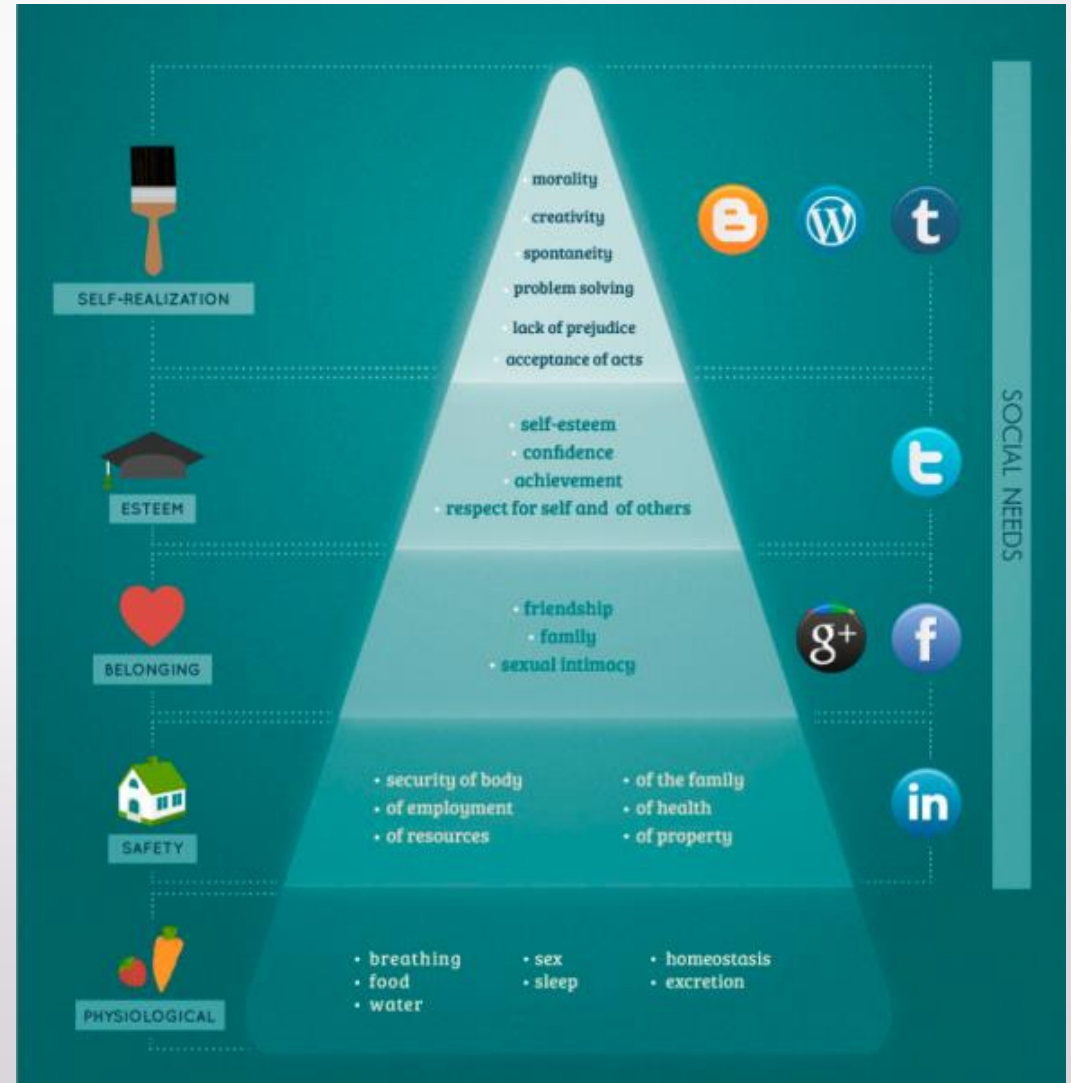 morality
creativity
spontaneity
problem solving
lack of prejudice
acceptance of acts
SELF-REALIZATION
B
W
t
self-esteem
confidence
achievement
respect for self and of others
ESTEEM
t
friendship
family
sexual intimacy
BELONGING
g+
f
• security of body
• of employment
• of resources
• of the family
• of health
• of property
SAFETY
in
• breathing
• food
• water
• sex
• sleep
• homeostasis
• excretion
PHYSIOLOGICAL
SOCIAL NEEDS